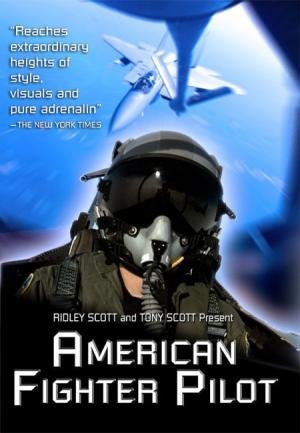 "Reaches
extraordinary
heights of
style,
visuals and
pure adrenalin"
— THE NEW YORK TIMES
RIDLEY SCOTT and TONY SCOTT Present
AMERICAN
FIGHTER PILOT